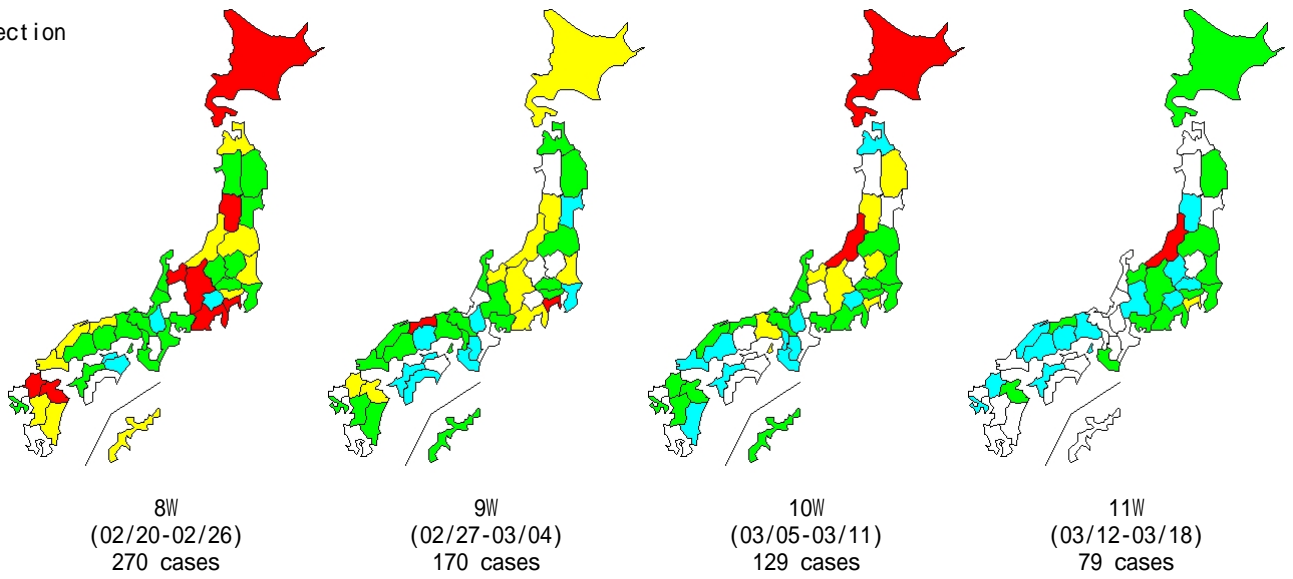 ection
8W
(02/20-02/26)
270 cases
9W
(02/27-03/04)
170 cases
10W
(03/05-03/11)
129 cases
11W
(03/12-03/18)
79 cases